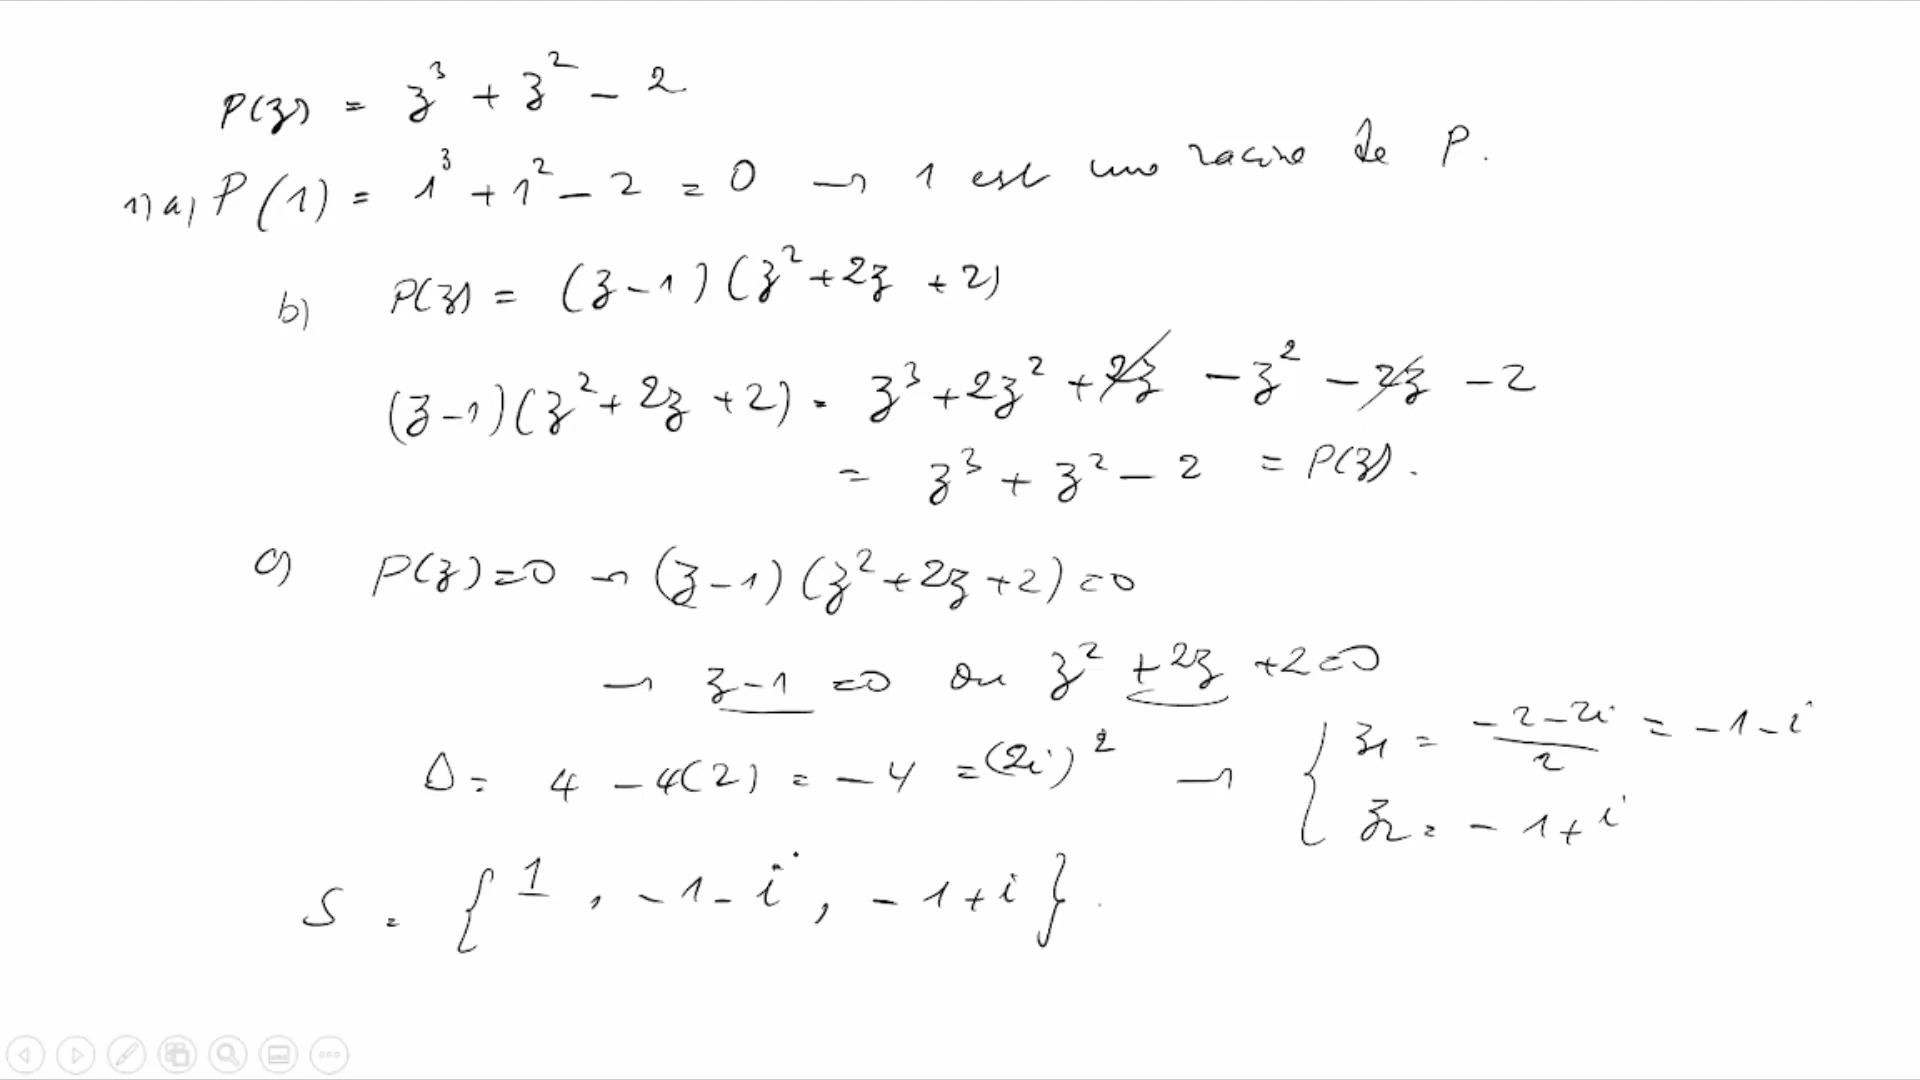 P(z) = z³ + z² - 2
1) a) P(1) = 1³ + 1² - 2 = 0 → 1 est une racine de P.
b) P(z) = (z-1)(z²+2z+2)
(z-1)(z²+2z+2) = z³+2z²+2z - z² - 2z - 2
= z³ + z² - 2 = P(z).
c) P(z)=0 → (z-1)(z²+2z+2)=0
→ z-1 =0 ou z² +2z +2=0
Δ = 4 - 4(2) = -4 =(2i)² → { z₁ = (-2-2i)/2 = -1-i
z₂ = -1+i
S = { 1, -1-i, -1+i }.